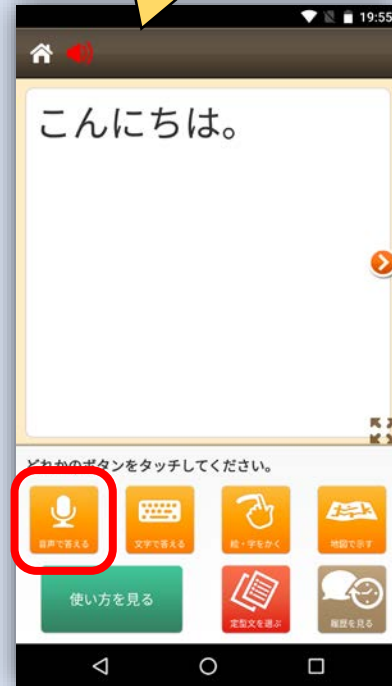 19:55
こんにちは。
どれかのボタンをタッチしてください。
音声で答える
文字で答える
絵・字をかく
地図で示す
使い方を見る
定型文を選ぶ
履歴を見る